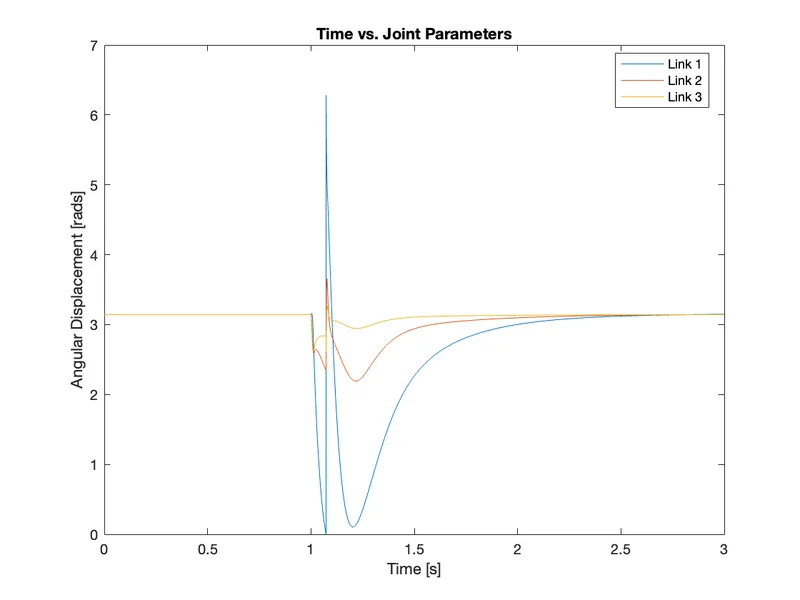 Time vs. Joint Parameters
Link 1
Link 2
Link 3
7
6
5
4
3
2
1
0
Angular Displacement [rads]
0 0.5 1 1.5 2 2.5 3
Time [s]